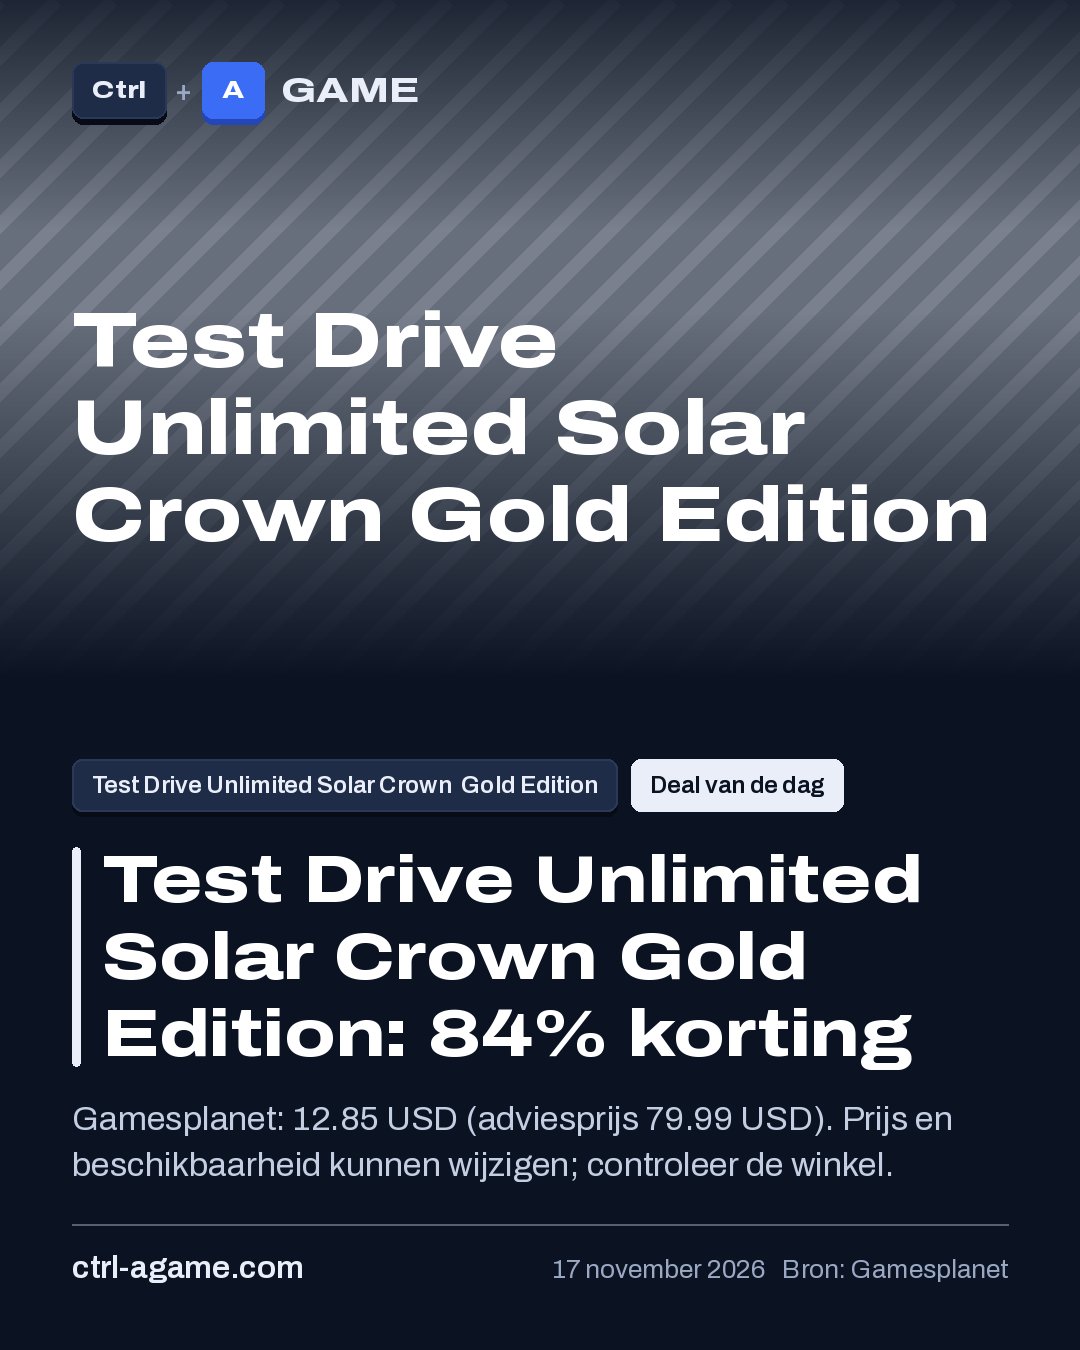 Ctrl + A GAME
Test Drive
Unlimited Solar
Crown Gold Edition
Test Drive Unlimited Solar Crown Gold Edition Deal van de dag
Test Drive Unlimited
Solar Crown Gold
Edition: 84% korting
Gamesplanet: 12.85 USD (adviesprijs 79.99 USD). Prijs en
beschikbaarheid kunnen wijzigen; controleer de winkel.
ctrl-agame.com 17 november 2026 Bron: Gamesplanet